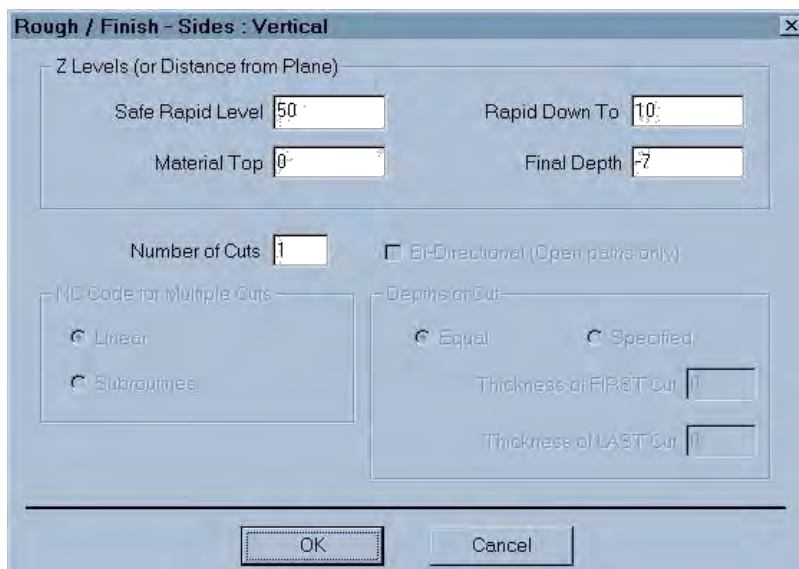 Rough / Finish - Sides : Vertical
Z Levels (or Distance from Plane)
Safe Rapid Level 50 Rapid Down To 10
Material Top 0 Final Depth -7
Number of Cuts 1 Bi-Directional (Open paths only)
NC Code for Multiple Cuts Depths of Cut
Linear Equal Specified
Subroutines Thickness of FIRST Cut
Thickness of LAST Cut
OK Cancel